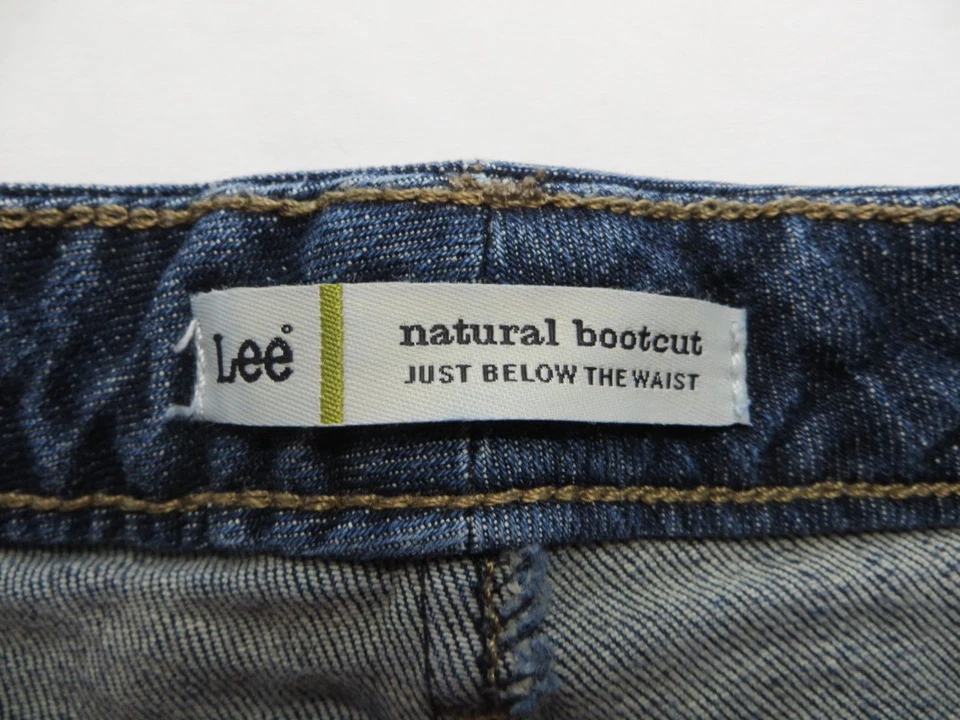 Lee
natural bootcut
JUST BELOW THE WAIST